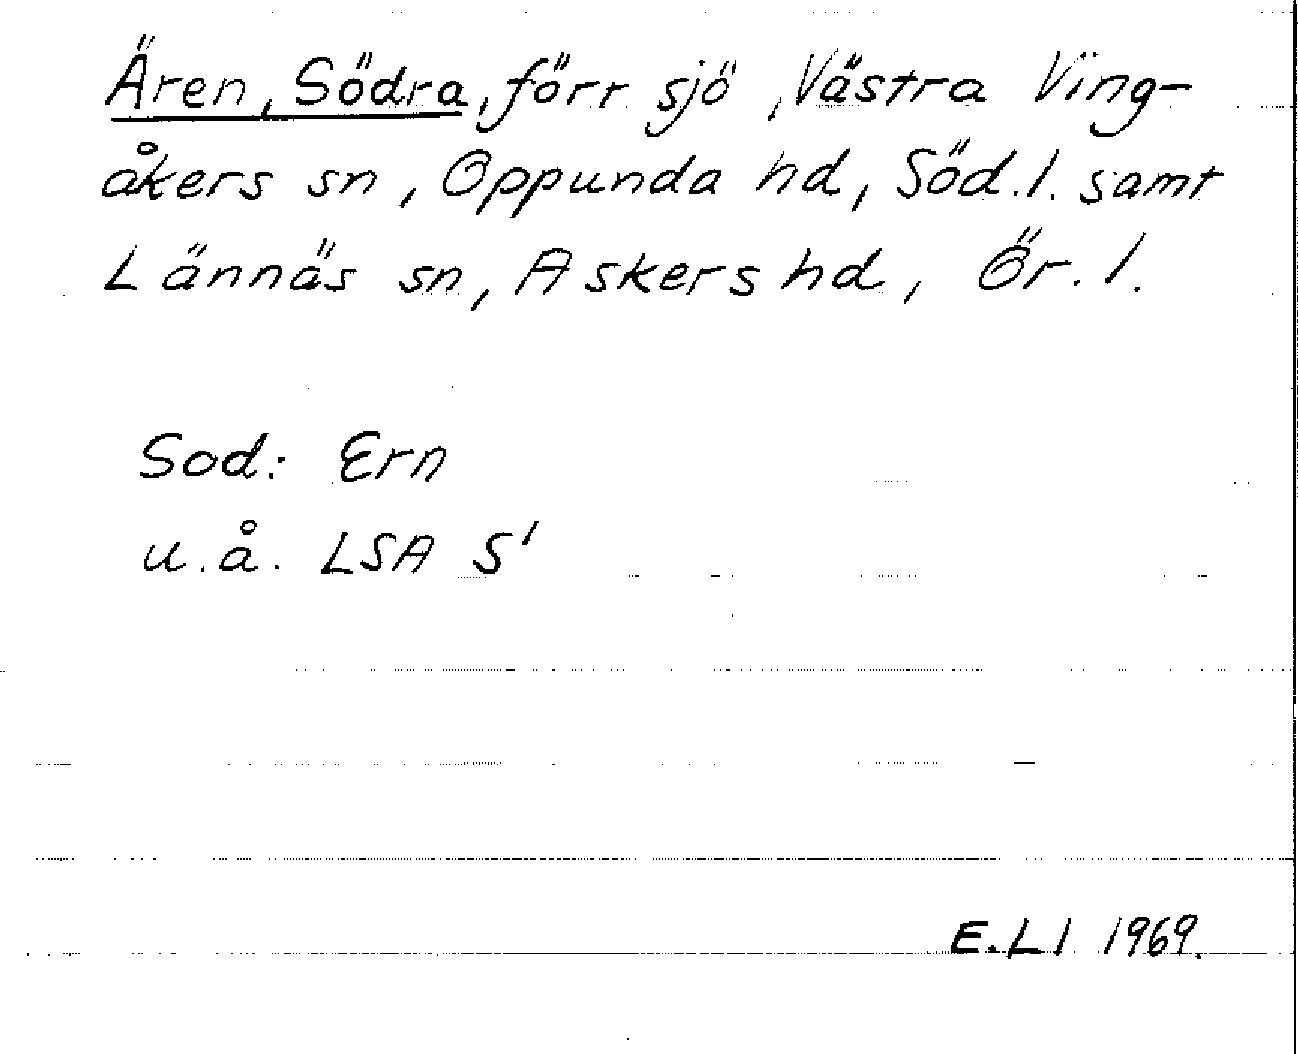 Ären, Södra, förr sjö, Västra Ving-
åkers sn, Oppunda hd, Söd. l. samt
Lännäs sn, Askers hd, Ör. l.
Sod.: Ern
u.å. LSA S'
E.Ll 1969.